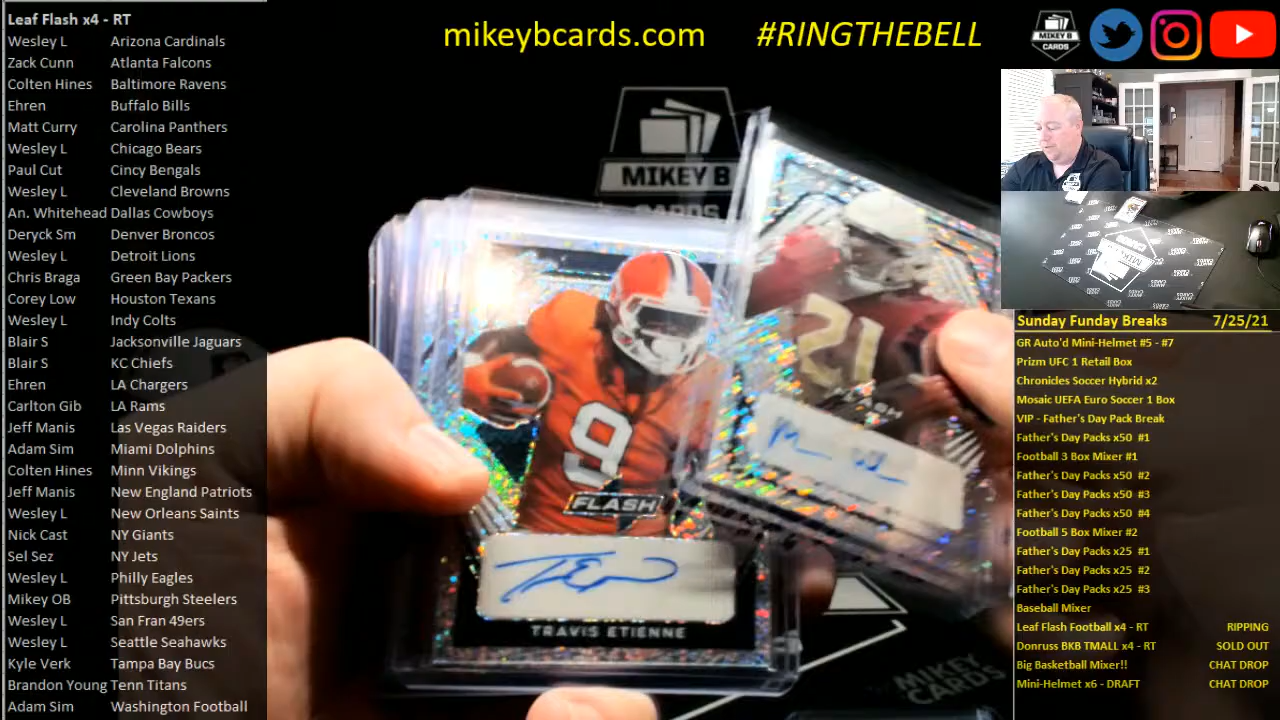 Leaf Flash x4 - RT
Wesley L Arizona Cardinals
Zack Cunn Atlanta Falcons
Colten Hines Baltimore Ravens
Ehren Buffalo Bills
Matt Curry Carolina Panthers
Wesley L Chicago Bears
Paul Cut Cincy Bengals
Wesley L Cleveland Browns
An. Whitehead Dallas Cowboys
Deryck Sm Denver Broncos
Wesley L Detroit Lions
Chris Braga Green Bay Packers
Corey Low Houston Texans
Wesley L Indy Colts
Blair S Jacksonville Jaguars
Blair S KC Chiefs
Ehren LA Chargers
Carlton Gib LA Rams
Jeff Manis Las Vegas Raiders
Adam Sim Miami Dolphins
Colten Hines Minn Vikings
Jeff Manis New England Patriots
Wesley L New Orleans Saints
Nick Cast NY Giants
Sel Sez NY Jets
Wesley L Philly Eagles
Mikey OB Pittsburgh Steelers
Wesley L San Fran 49ers
Wesley L Seattle Seahawks
Kyle Verk Tampa Bay Bucs
Brandon Young Tenn Titans
Adam Sim Washington Football
mikeybcards.com #RINGTHEBELL
MIKEY B
CARDS
MIKEY B
CARDS
21
9
FLASH
TRAVIS ETIENNE
MIKEY
CARDS
Sunday Funday Breaks 7/25/21
GR Auto'd Mini-Helmet #5 - #7
Prizm UFC 1 Retail Box
Chronicles Soccer Hybrid x2
Mosaic UEFA Euro Soccer 1 Box
VIP - Father's Day Pack Break
Father's Day Packs x50 #1
Football 3 Box Mixer #1
Father's Day Packs x50 #2
Father's Day Packs x50 #3
Father's Day Packs x50 #4
Football 5 Box Mixer #2
Father's Day Packs x25 #1
Father's Day Packs x25 #2
Father's Day Packs x25 #3
Baseball Mixer
Leaf Flash Football x4 - RT RIPPING
Donruss BKB TMALL x4 - RT SOLD OUT
Big Basketball Mixer!! CHAT DROP
Mini-Helmet x6 - DRAFT CHAT DROP